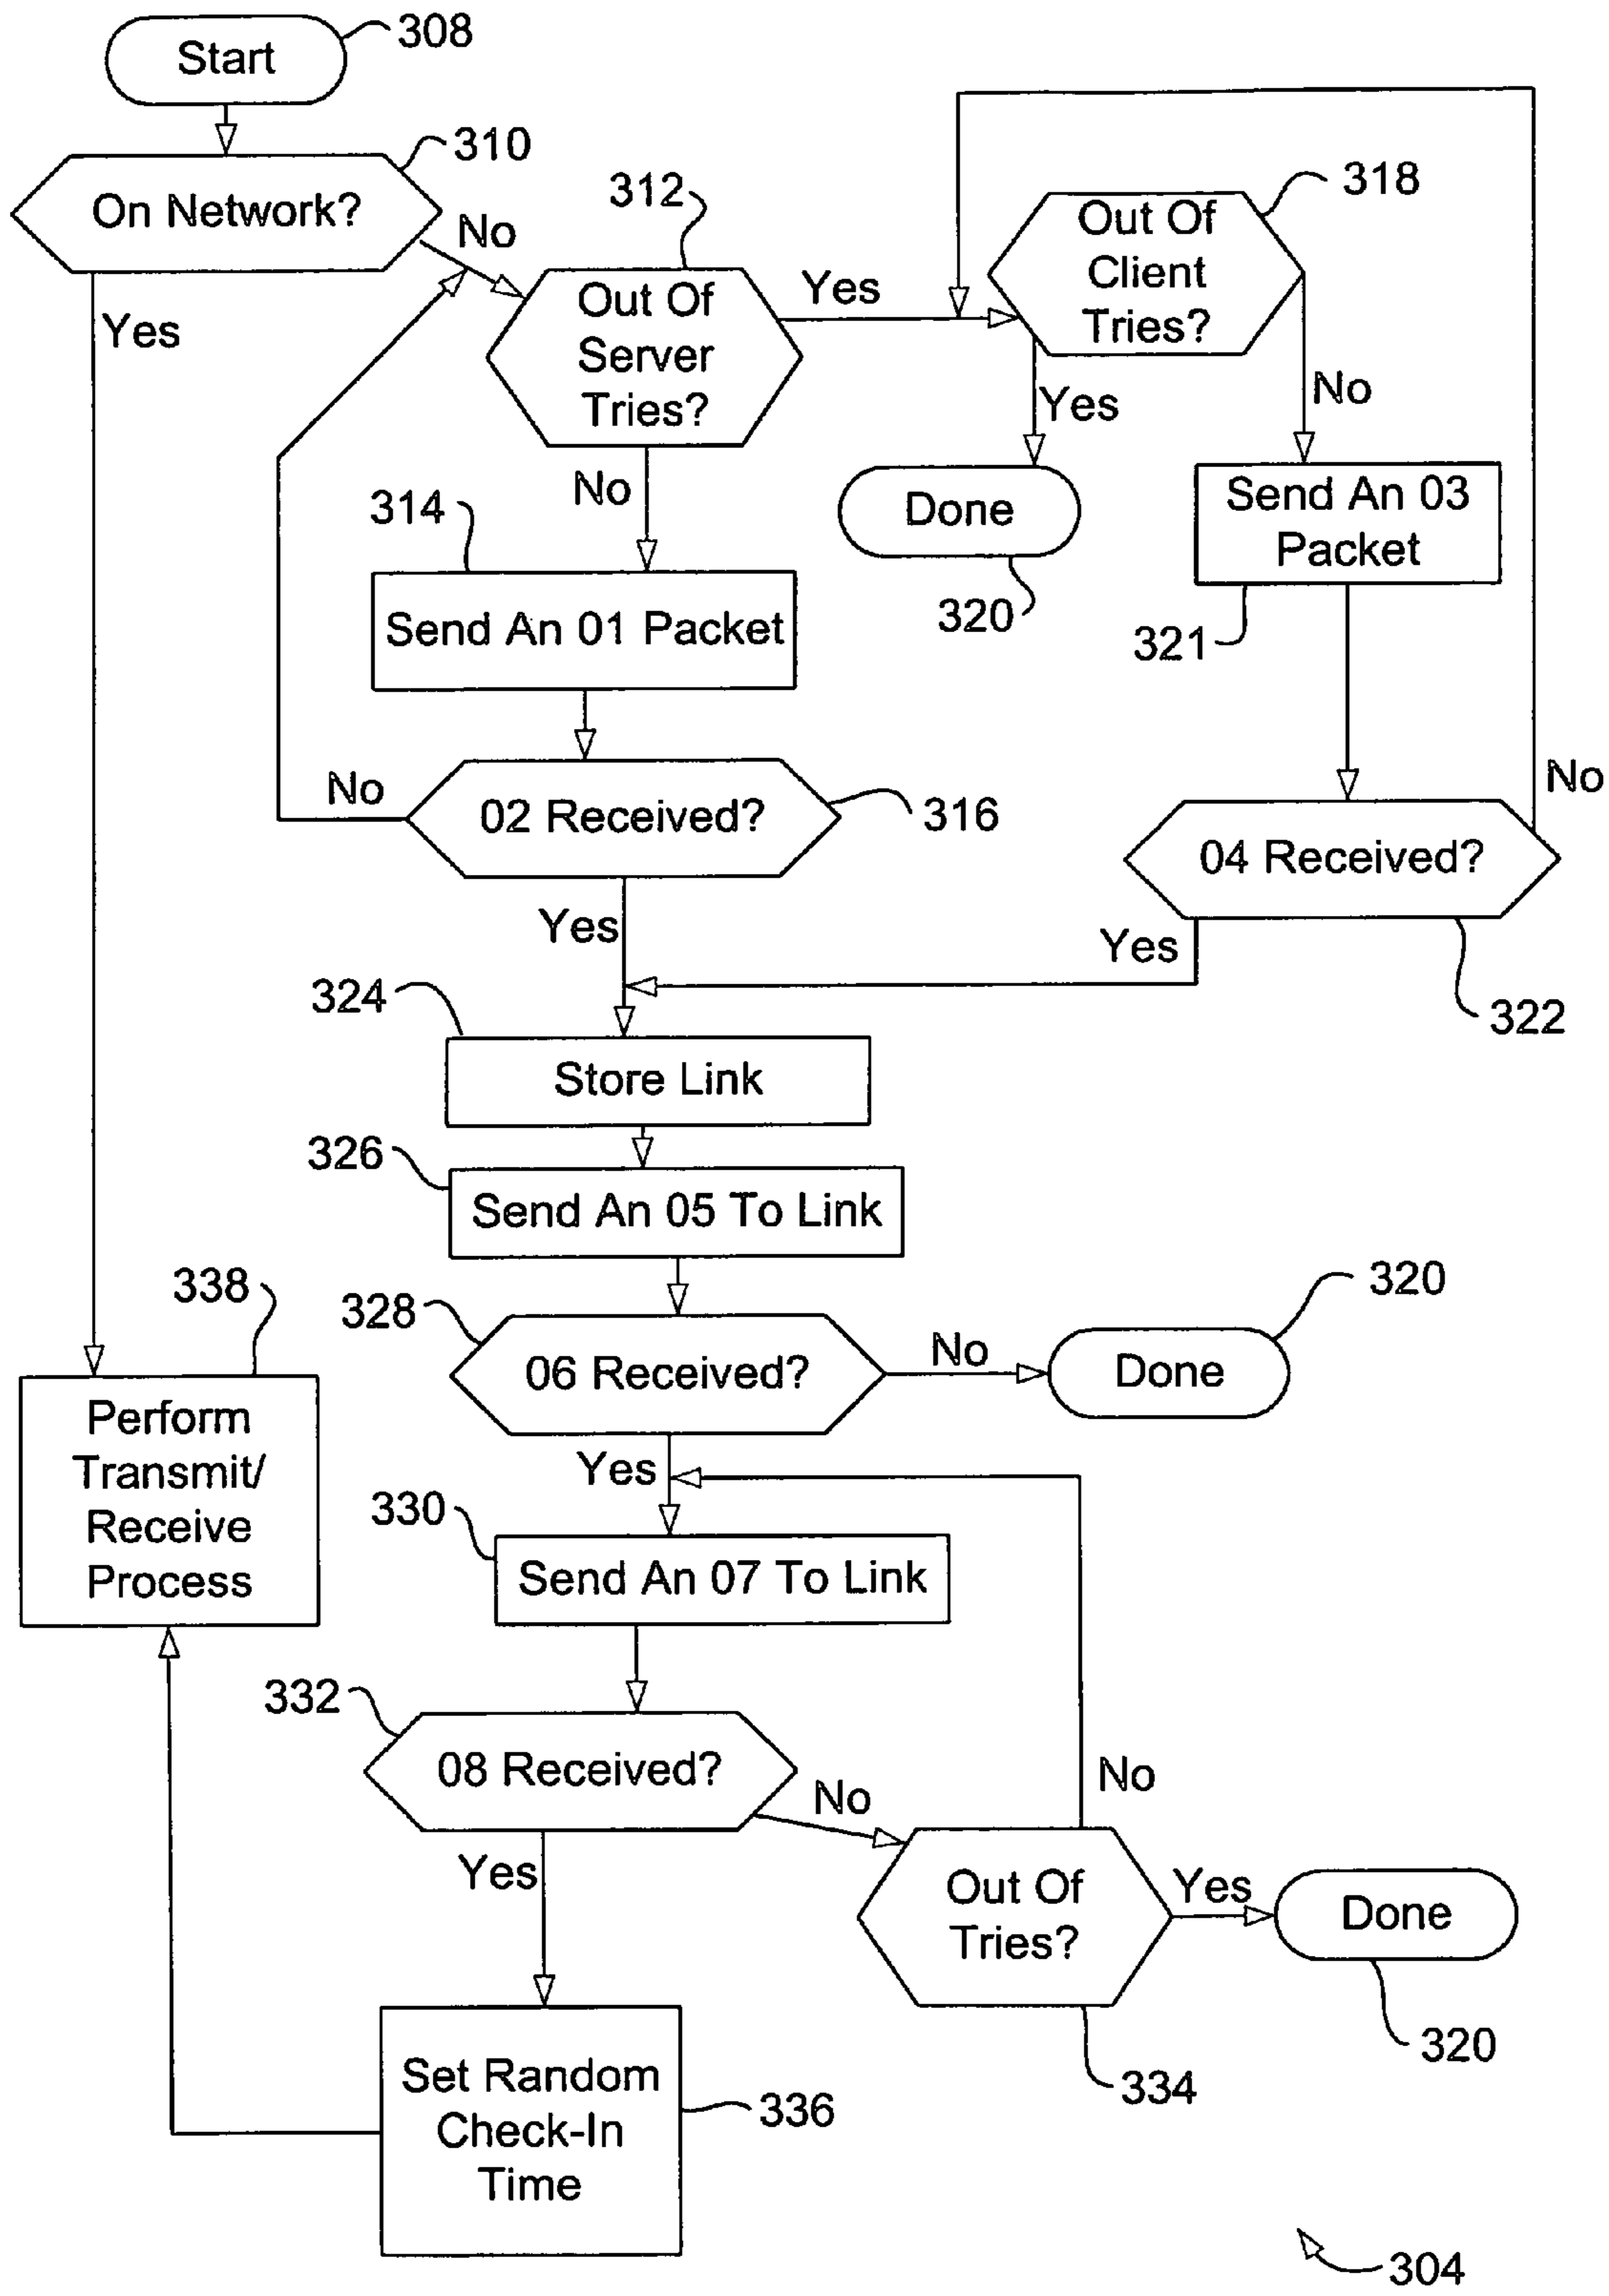 Start
308
310
On Network?
No
Yes
312
Out Of
Server
Tries?
Yes
318
Out Of
Client
Tries?
Yes
No
Done
320
Send An 03
Packet
321
No
314
Send An 01 Packet
No
02 Received?
316
04 Received?
No
322
Yes
Yes
324
Store Link
326
Send An 05 To Link
328
06 Received?
No
Done
320
338
Perform
Transmit/
Receive
Process
Yes
330
Send An 07 To Link
332
08 Received?
No
No
Yes
Out Of
Tries?
Yes
Done
320
334
Set Random
Check-In
Time
336
304